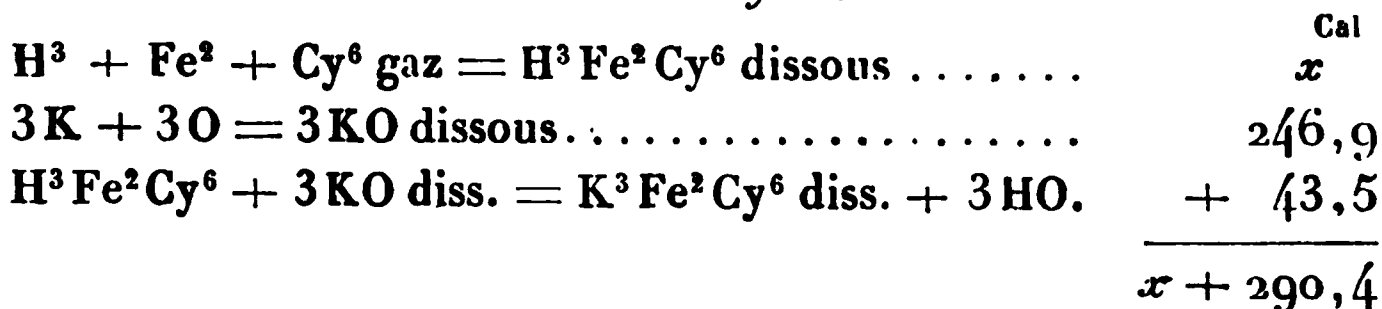 Cal
H³ + Fe² + Cy⁶ gaz = H³Fe²Cy⁶ dissous ....... x
3K + 3O = 3KO dissous...................... 246,9
H³Fe²Cy⁶ + 3KO diss. = K³Fe²Cy⁶ diss. + 3HO. + 43,5
x + 290,4